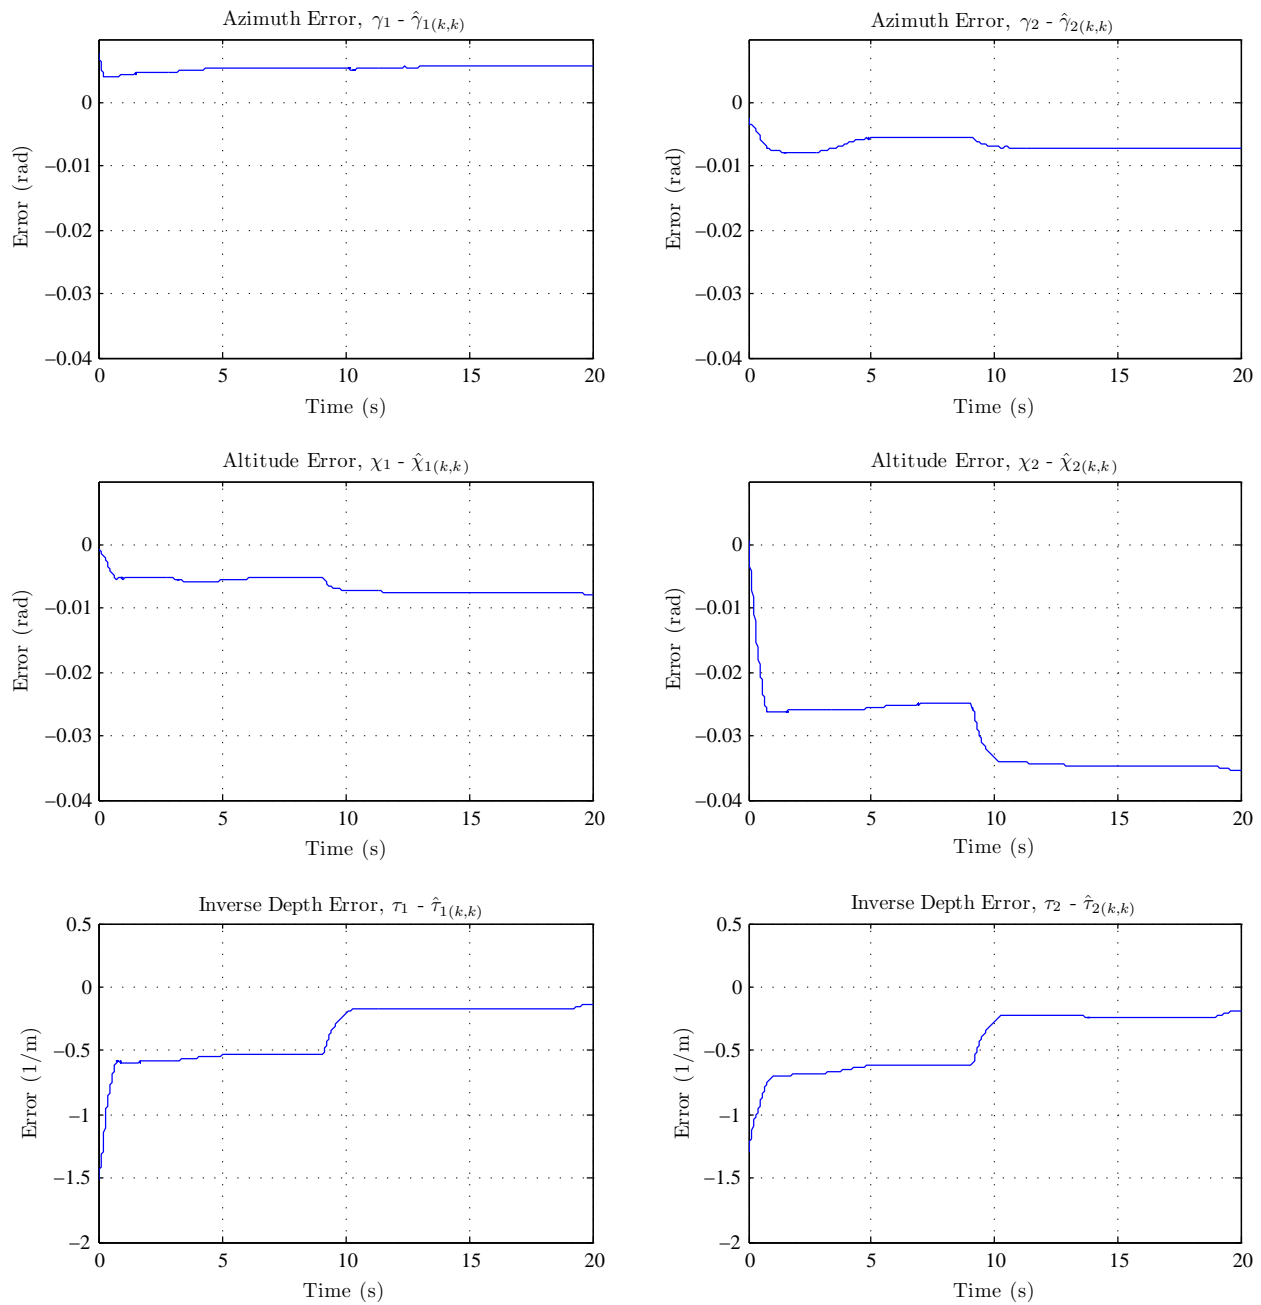 Azimuth Error, γ1 - γ̂1(k,k)
0
−0.01
−0.02
−0.03
−0.04
Error (rad)
0 5 10 15 20
Time (s)
Azimuth Error, γ2 - γ̂2(k,k)
0
−0.01
−0.02
−0.03
−0.04
Error (rad)
0 5 10 15 20
Time (s)
Altitude Error, χ1 - χ̂1(k,k)
0
−0.01
−0.02
−0.03
−0.04
Error (rad)
0 5 10 15 20
Time (s)
Altitude Error, χ2 - χ̂2(k,k)
0
−0.01
−0.02
−0.03
−0.04
Error (rad)
0 5 10 15 20
Time (s)
Inverse Depth Error, τ1 - τ̂1(k,k)
0.5
0
−0.5
−1
−1.5
−2
Error (1/m)
0 5 10 15 20
Time (s)
Inverse Depth Error, τ2 - τ̂2(k,k)
0.5
0
−0.5
−1
−1.5
−2
Error (1/m)
0 5 10 15 20
Time (s)